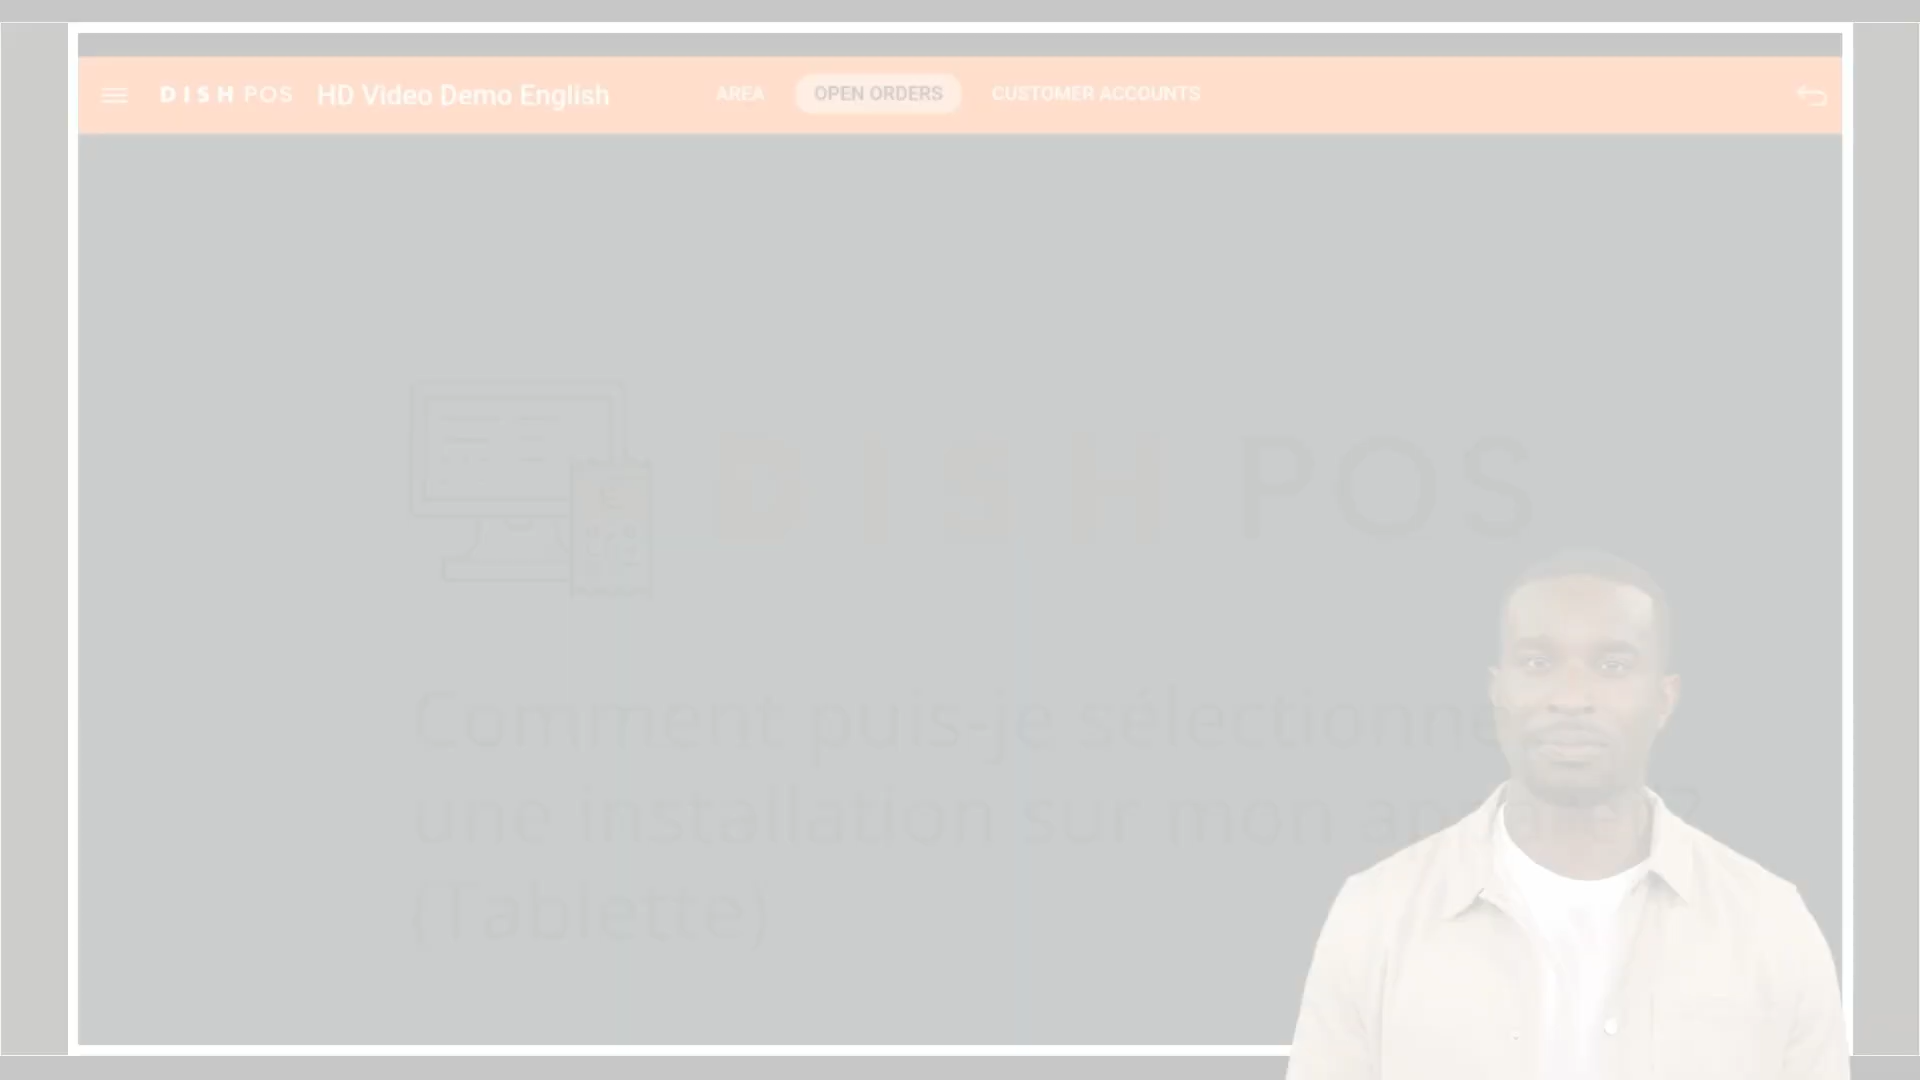 DISH POS HD Video Demo English AREA OPEN ORDERS CUSTOMER ACCOUNTS
DISH POS
Comment puis-je sélectionne
une installation sur mon
(Tablette)